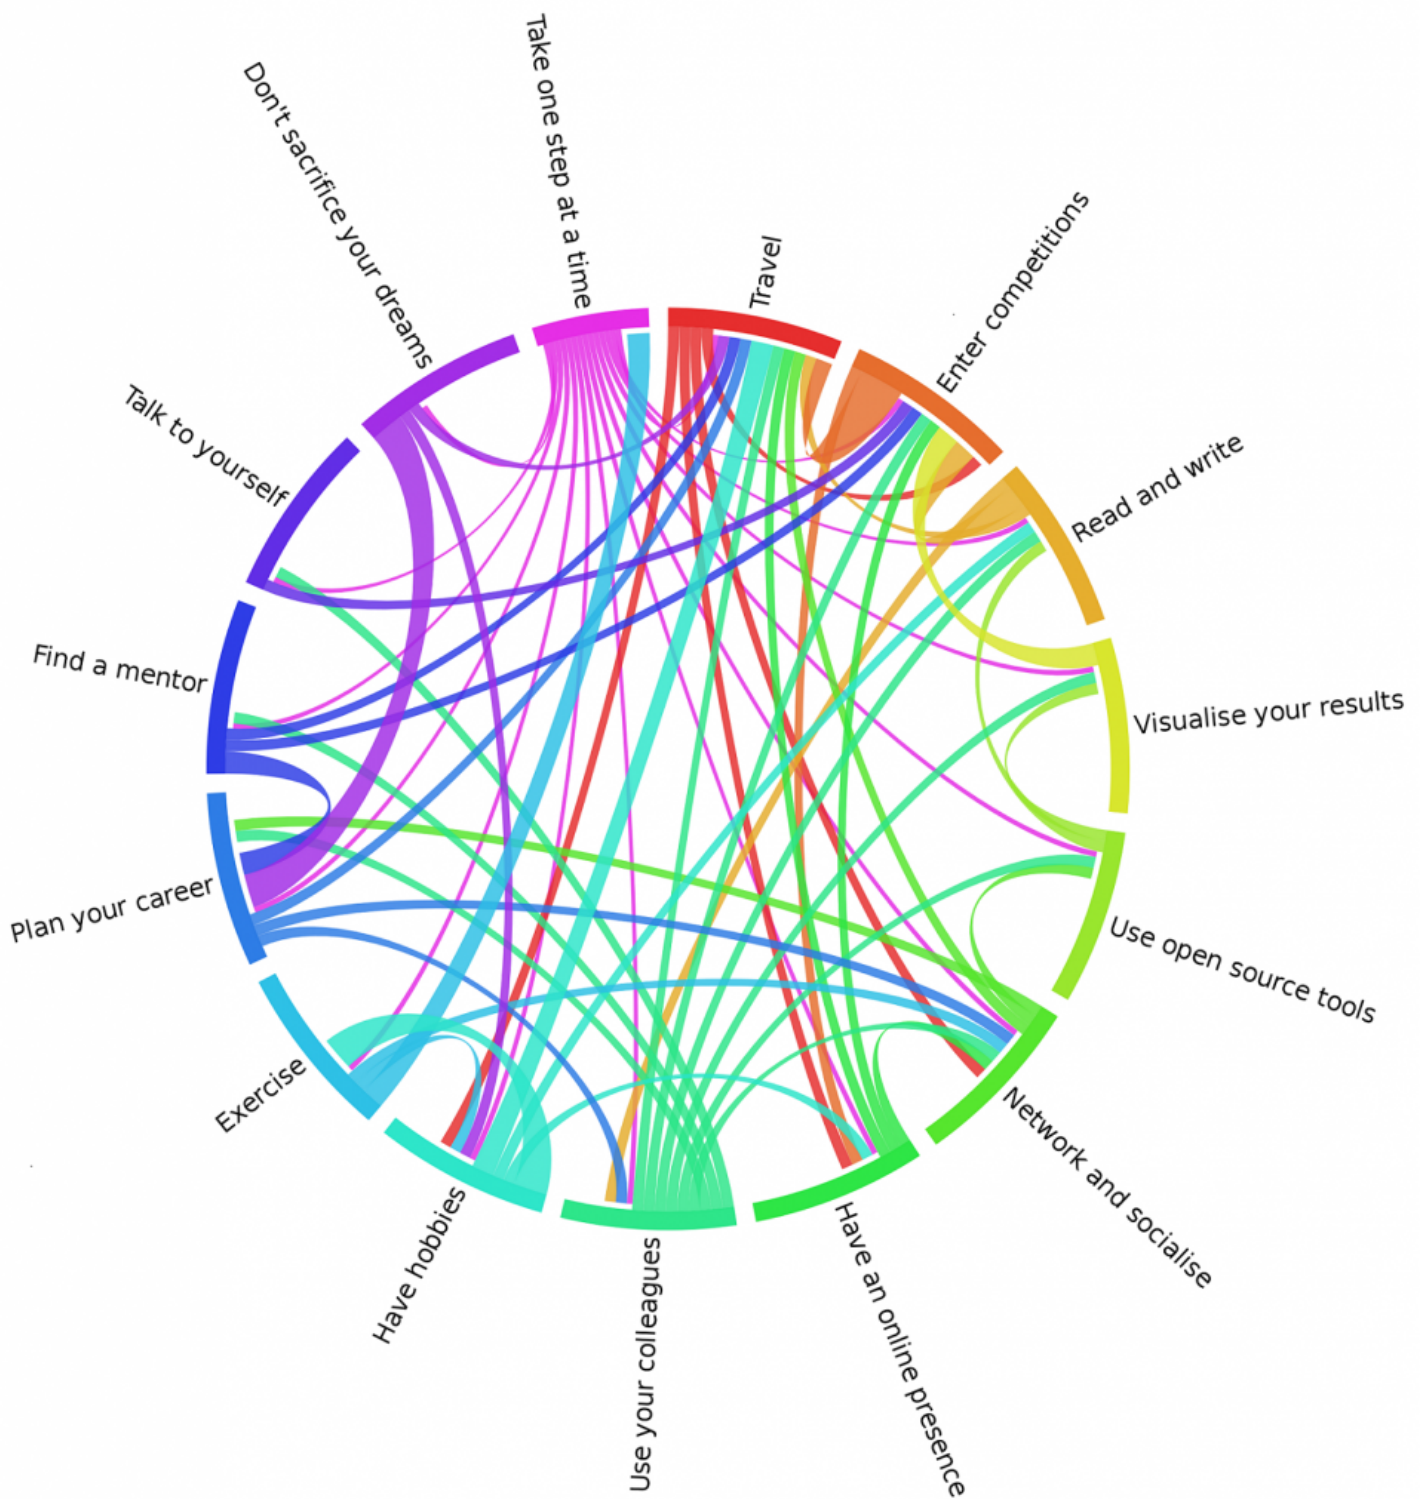 Take one step at a time
Travel
Enter competitions
Read and write
Visualise your results
Use open source tools
Network and socialise
Have an online presence
Use your colleagues
Have hobbies
Exercise
Plan your career
Find a mentor
Talk to yourself
Don't sacrifice your dreams